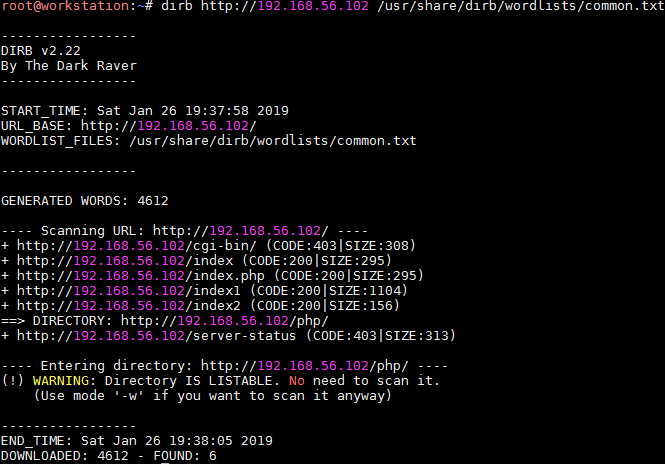 root@workstation:~# dirb http://192.168.56.102 /usr/share/dirb/wordlists/common.txt
-----------------
DIRB v2.22
By The Dark Raver
-----------------
START_TIME: Sat Jan 26 19:37:58 2019
URL_BASE: http://192.168.56.102/
WORDLIST_FILES: /usr/share/dirb/wordlists/common.txt
-----------------
GENERATED WORDS: 4612
---- Scanning URL: http://192.168.56.102/ ----
+ http://192.168.56.102/cgi-bin/ (CODE:403|SIZE:308)
+ http://192.168.56.102/index (CODE:200|SIZE:295)
+ http://192.168.56.102/index.php (CODE:200|SIZE:295)
+ http://192.168.56.102/index1 (CODE:200|SIZE:1104)
+ http://192.168.56.102/index2 (CODE:200|SIZE:156)
==> DIRECTORY: http://192.168.56.102/php/
+ http://192.168.56.102/server-status (CODE:403|SIZE:313)
---- Entering directory: http://192.168.56.102/php/ ----
(!) WARNING: Directory IS LISTABLE. No need to scan it.
    (Use mode '-w' if you want to scan it anyway)
-----------------
END_TIME: Sat Jan 26 19:38:05 2019
DOWNLOADED: 4612 - FOUND: 6